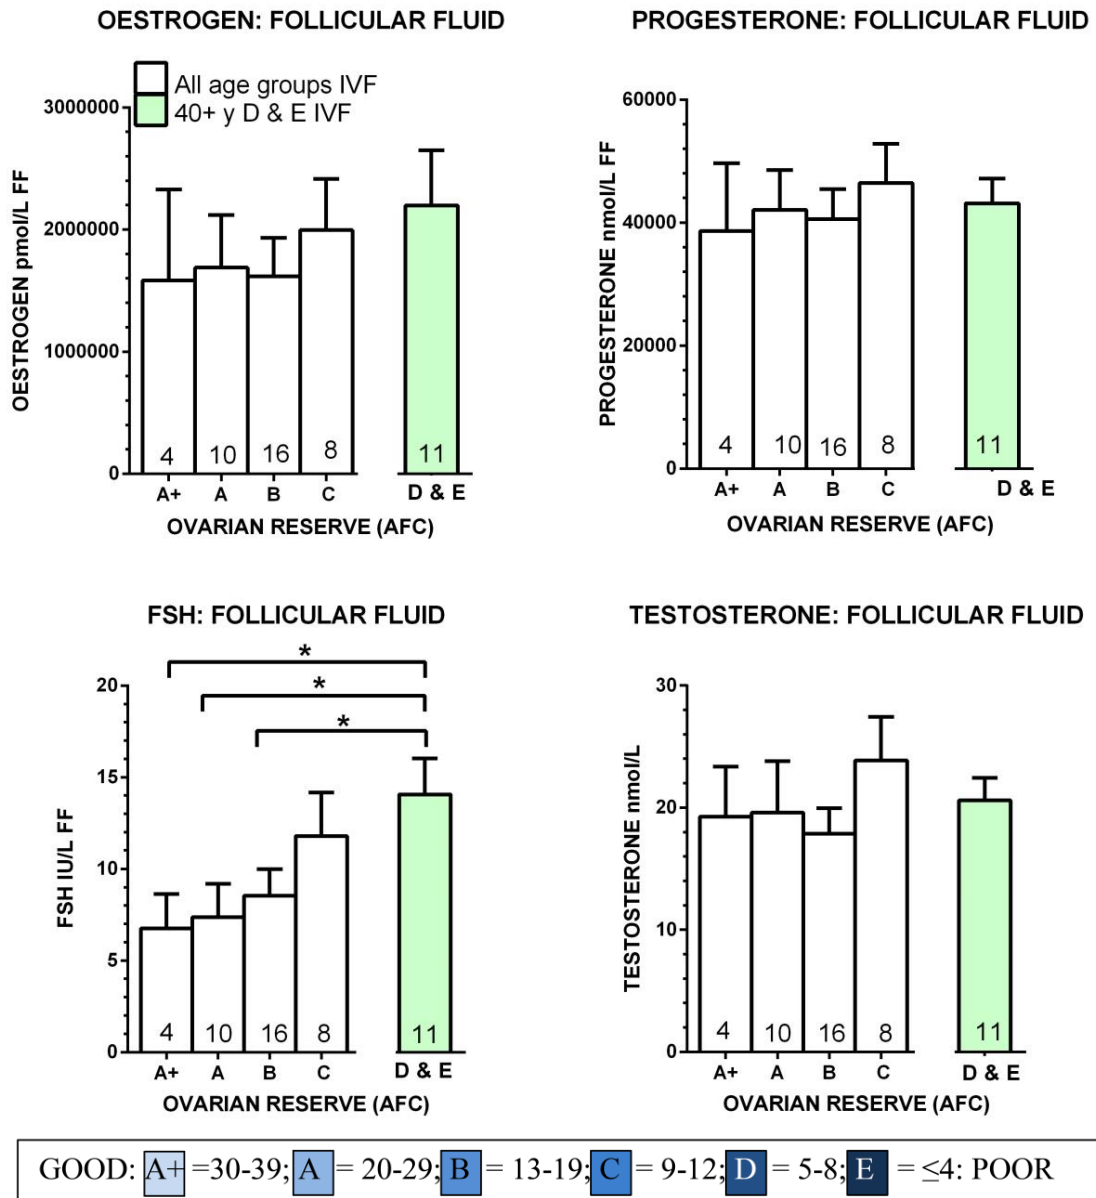 OESTROGEN: FOLLICULAR FLUID
All age groups IVF
40+ y D & E IVF
OESTROGEN pmol/L FF
3000000
2000000
1000000
0
4
10
16
8
11
A+
A
B
C
D & E
OVARIAN RESERVE (AFC)
PROGESTERONE: FOLLICULAR FLUID
PROGESTERONE nmol/L FF
60000
40000
20000
0
4
10
16
8
11
A+
A
B
C
D & E
OVARIAN RESERVE (AFC)
FSH: FOLLICULAR FLUID
*
*
*
FSH IU/L FF
20
15
10
5
0
4
10
16
8
11
A+
A
B
C
D & E
OVARIAN RESERVE (AFC)
TESTOSTERONE: FOLLICULAR FLUID
TESTOSTERONE nmol/L
30
20
10
0
4
10
16
8
11
A+
A
B
C
D & E
OVARIAN RESERVE (AFC)
GOOD: A+ =30-39; A = 20-29; B = 13-19; C = 9-12; D = 5-8; E = ≤4: POOR